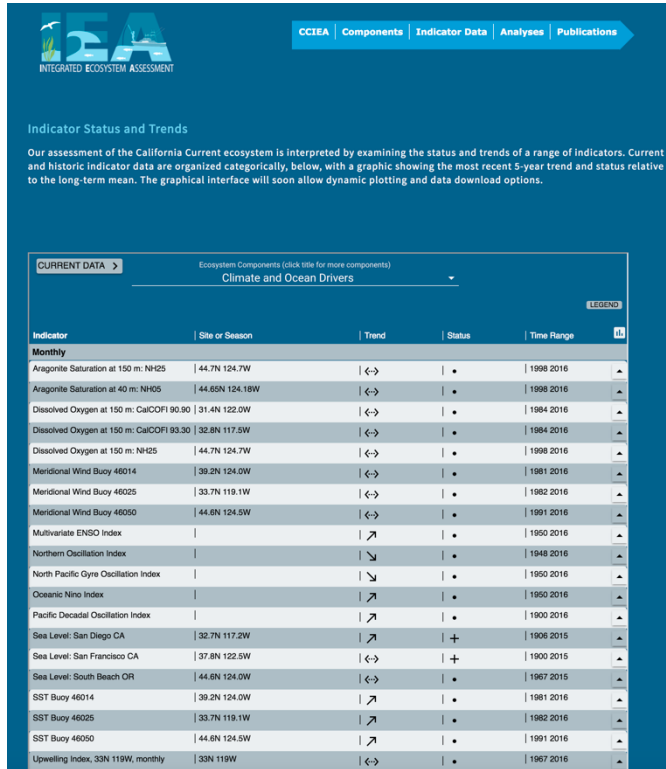 INTEGRATED ECOSYSTEM ASSESSMENT
CCIEA | Components | Indicator Data | Analyses | Publications
Indicator Status and Trends
Our assessment of the California Current ecosystem is interpreted by examining the status and trends of a range of indicators. Current
and historic indicator data are organized categorically, below, with a graphic showing the most recent 5-year trend and status relative
to the long-term mean. The graphical interface will soon allow dynamic plotting and data download options.
CURRENT DATA >
Ecosystem Components (click title for more components)
Climate and Ocean Drivers
LEGEND
Indicator | Site or Season | Trend | Status | Time Range
Monthly
Aragonite Saturation at 150 m: NH25 | 44.7N 124.7W | <··> | • | 1998 2016
Aragonite Saturation at 40 m: NH05 | 44.65N 124.18W | <··> | • | 1998 2016
Dissolved Oxygen at 150 m: CalCOFI 90.90 | 31.4N 122.0W | <··> | • | 1984 2016
Dissolved Oxygen at 150 m: CalCOFI 93.30 | 32.8N 117.5W | <··> | • | 1984 2016
Dissolved Oxygen at 150 m: NH25 | 44.7N 124.7W | <··> | • | 1998 2016
Meridional Wind Buoy 46014 | 39.2N 124.0W | <··> | • | 1981 2016
Meridional Wind Buoy 46025 | 33.7N 119.1W | <··> | • | 1982 2016
Meridional Wind Buoy 46050 | 44.6N 124.5W | <··> | • | 1991 2016
Multivariate ENSO Index | | ↗ | • | 1950 2016
Northern Oscillation Index | | ↘ | • | 1948 2016
North Pacific Gyre Oscillation Index | | ↘ | • | 1950 2016
Oceanic Nino Index | | ↗ | • | 1950 2016
Pacific Decadal Oscillation Index | | ↗ | • | 1900 2016
Sea Level: San Diego CA | 32.7N 117.2W | ↗ | + | 1906 2015
Sea Level: San Francisco CA | 37.8N 122.5W | <··> | + | 1900 2015
Sea Level: South Beach OR | 44.6N 124.0W | <··> | • | 1967 2015
SST Buoy 46014 | 39.2N 124.0W | ↗ | • | 1981 2016
SST Buoy 46025 | 33.7N 119.1W | ↗ | • | 1982 2016
SST Buoy 46050 | 44.6N 124.5W | ↗ | • | 1991 2016
Upwelling Index, 33N 119W, monthly | 33N 119W | <··> | • | 1967 2016